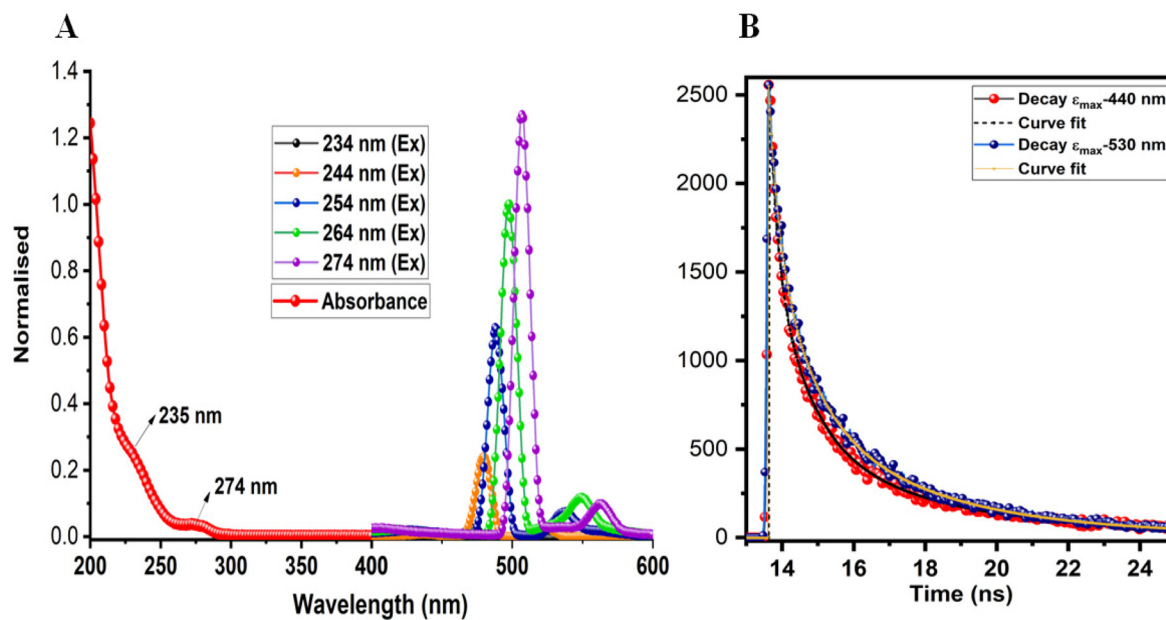 A
Normalised
1.4
1.2
1.0
0.8
0.6
0.4
0.2
0.0
234 nm (Ex)
244 nm (Ex)
254 nm (Ex)
264 nm (Ex)
274 nm (Ex)
Absorbance
235 nm
274 nm
200 250 300 350 400 500 600
Wavelength (nm)
B
2500
2000
1500
1000
500
0
Decay εmax-440 nm
Curve fit
Decay εmax-530 nm
Curve fit
14 16 18 20 22 24
Time (ns)